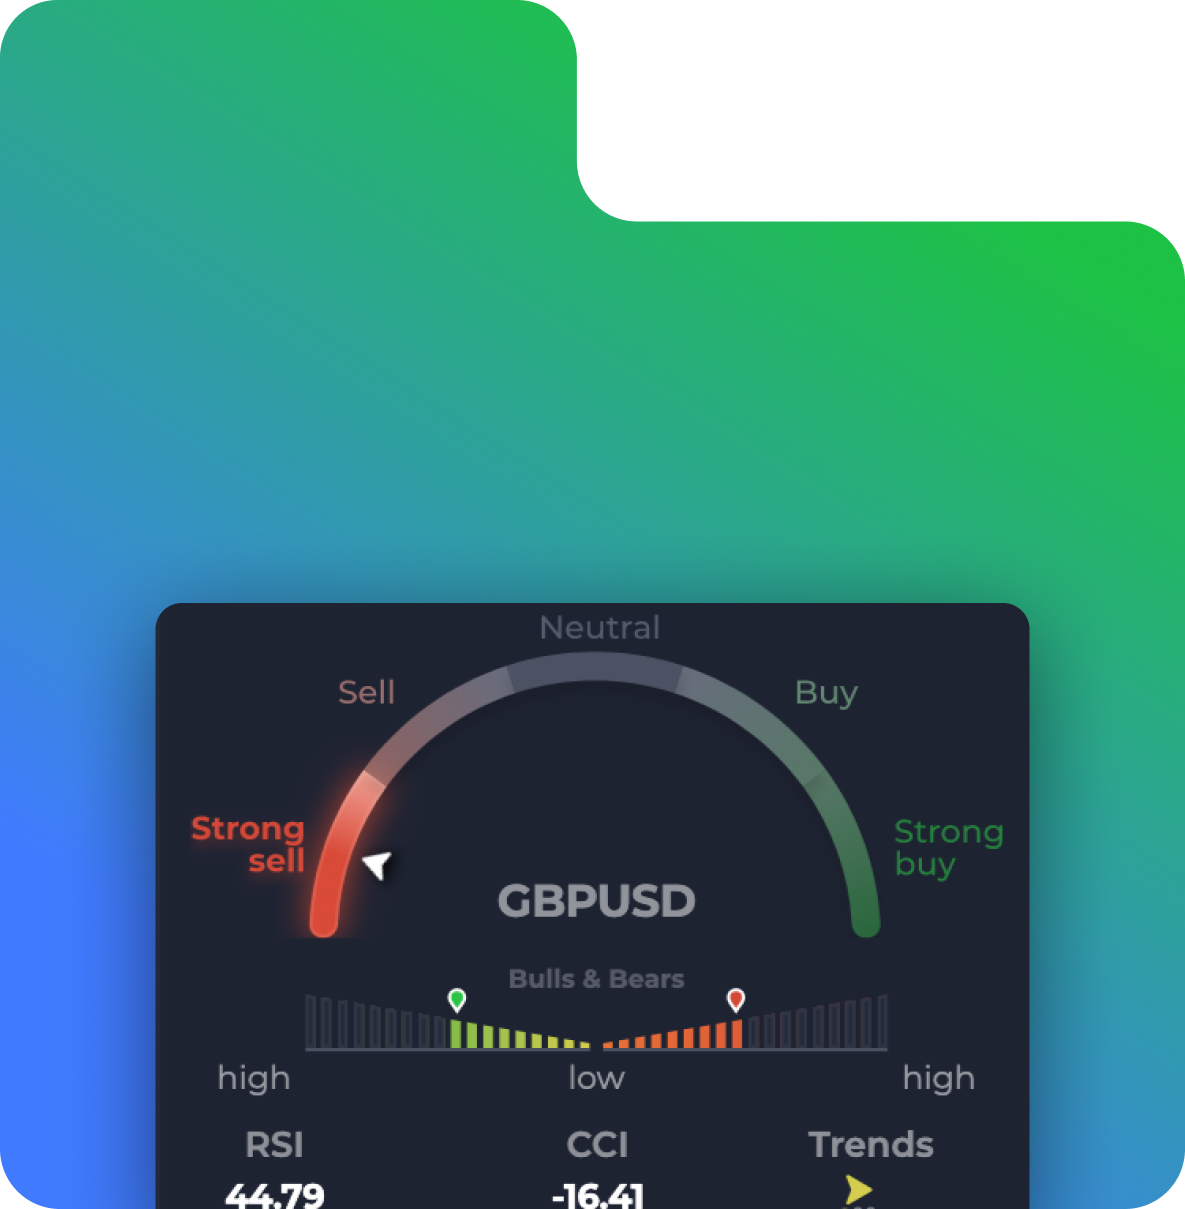 Neutral
Sell
Buy
Strong
sell
Strong
buy
GBPUSD
Bulls & Bears
high low high
RSI CCI Trends
44.79 -16.41